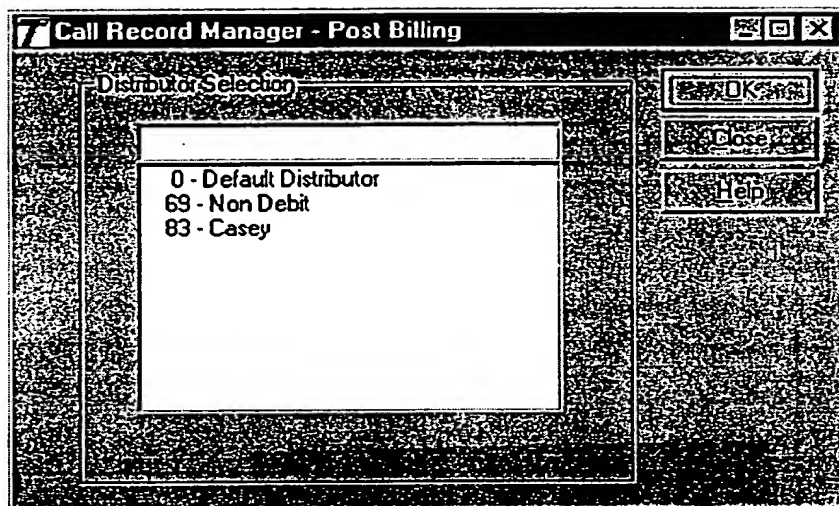 Call Record Manager - Post Billing
Distributor Selection
0 - Default Distributor
69 - Non Debit
83 - Casey
OK
Close
Help